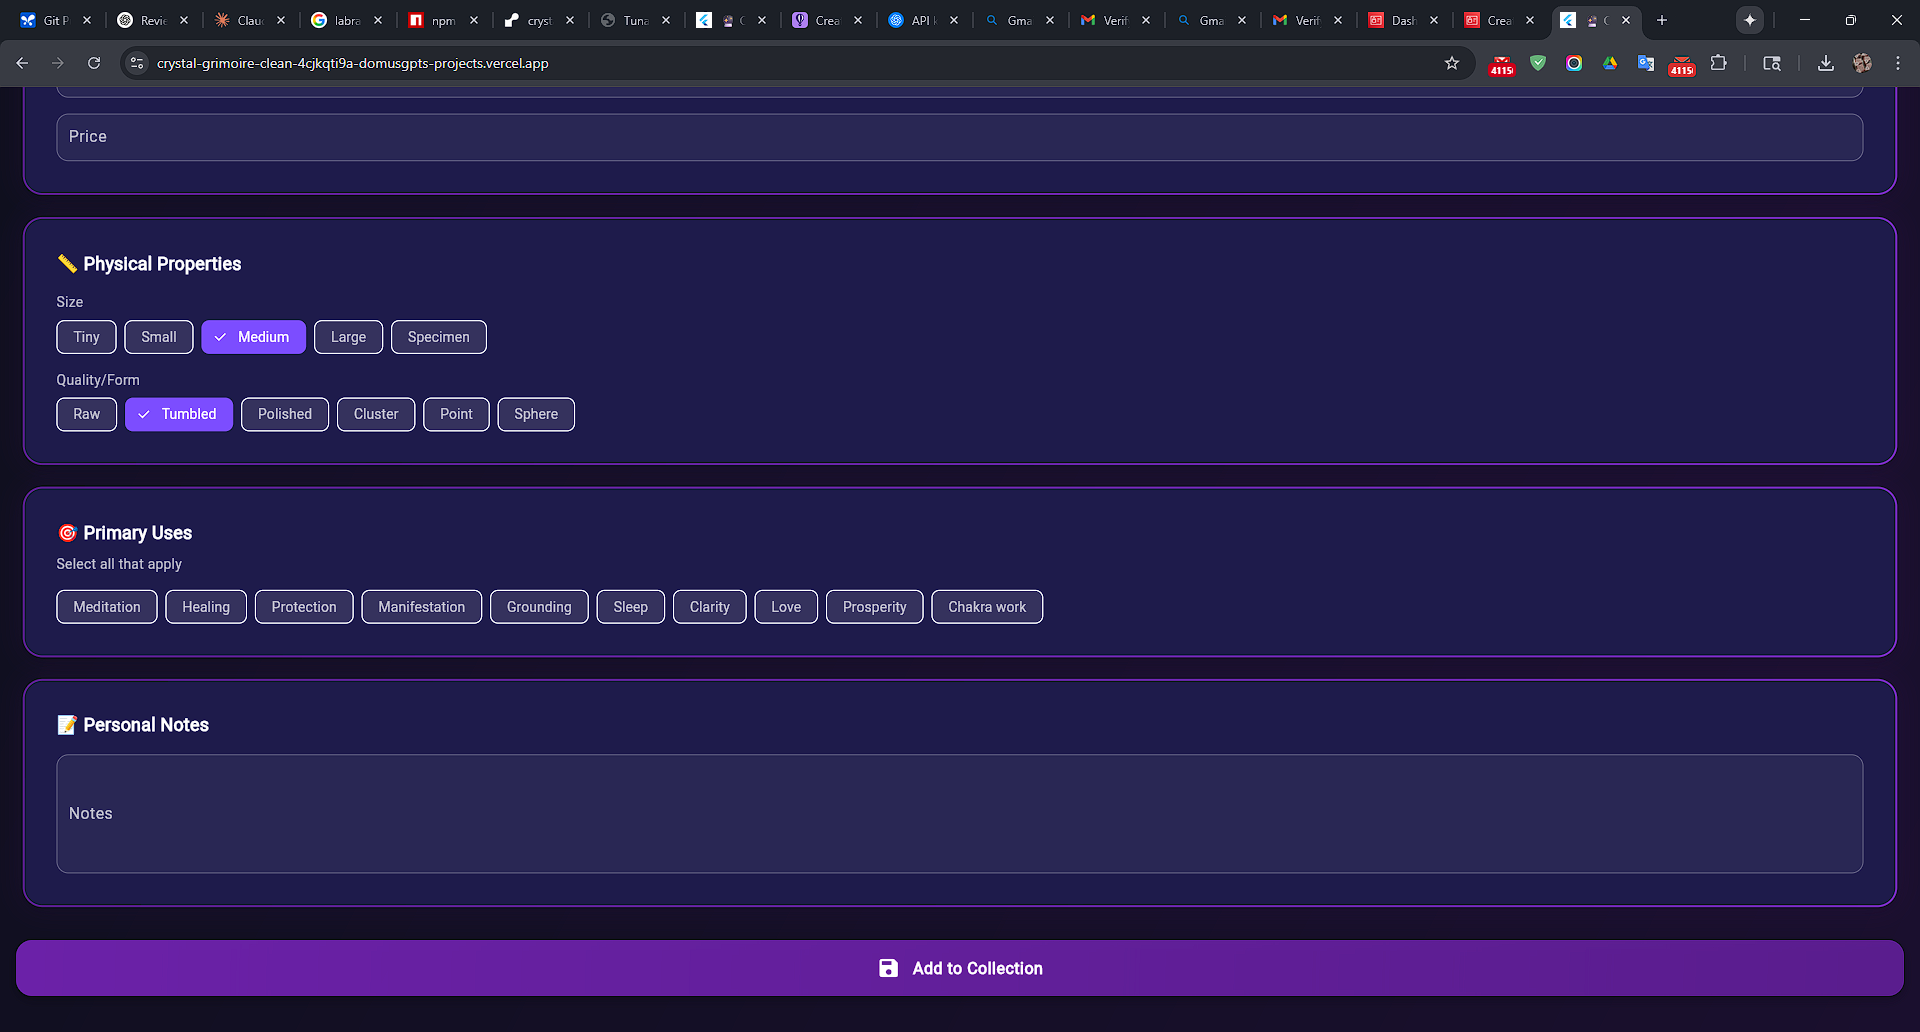 Git P
Revie
Claud
labra
npm
cryst
Tuna
C
Crea
API k
Gma
Verif
Gma
Verif
Dash
Crea
C
crystal-grimoire-clean-4cjkqti9a-domusgpts-projects.vercel.app
4115
4115
Price
Physical Properties
Size
Tiny
Small
Medium
Large
Specimen
Quality/Form
Raw
Tumbled
Polished
Cluster
Point
Sphere
Primary Uses
Select all that apply
Meditation
Healing
Protection
Manifestation
Grounding
Sleep
Clarity
Love
Prosperity
Chakra work
Personal Notes
Notes
Add to Collection